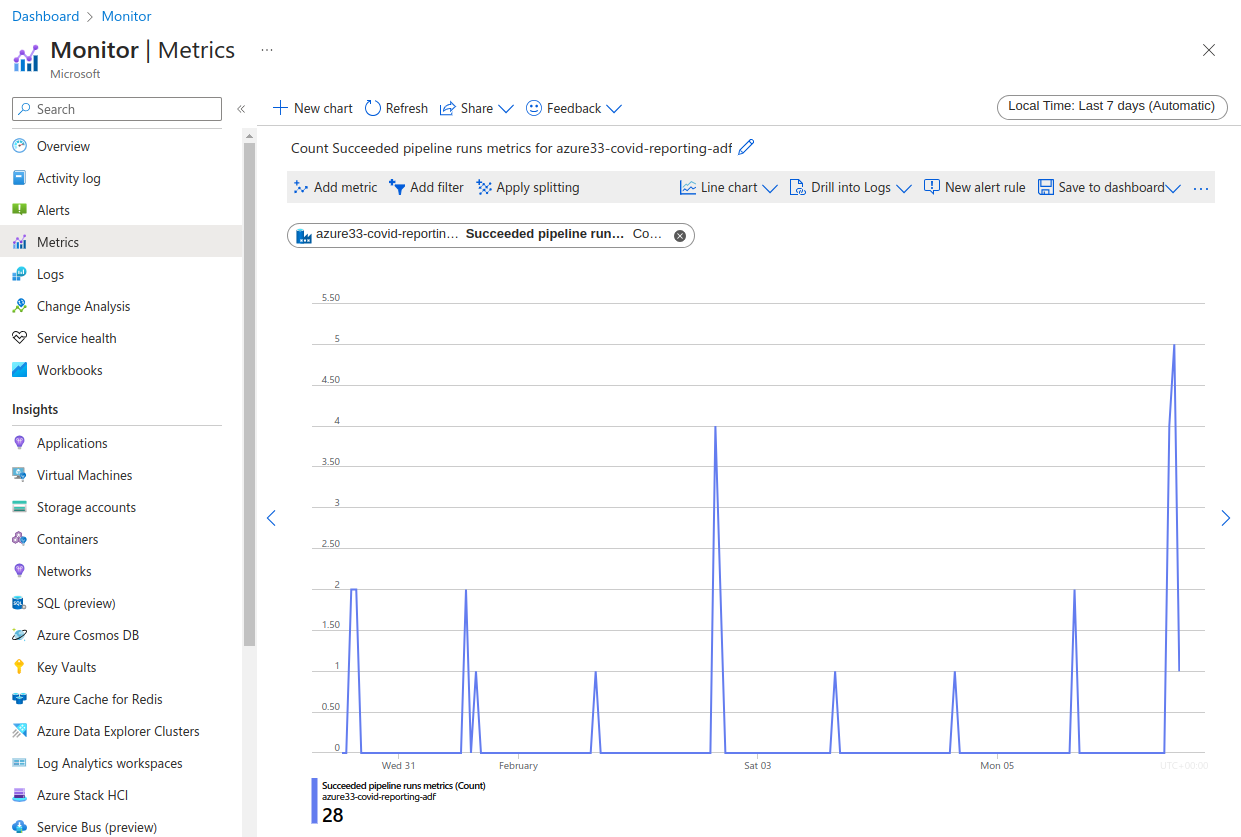 Dashboard > Monitor
Monitor | Metrics ...
Microsoft
Search «
New chart Refresh Share Feedback Local Time: Last 7 days (Automatic)
Overview
Activity log
Alerts
Metrics
Logs
Change Analysis
Service health
Workbooks
Insights
Applications
Virtual Machines
Storage accounts
Containers
Networks
SQL (preview)
Azure Cosmos DB
Key Vaults
Azure Cache for Redis
Azure Data Explorer Clusters
Log Analytics workspaces
Azure Stack HCI
Service Bus (preview)
Count Succeeded pipeline runs metrics for azure33-covid-reporting-adf
Add metric Add filter Apply splitting Line chart Drill into Logs New alert rule Save to dashboard ...
azure33-covid-reportin... Succeeded pipeline run... Co...
5.50
5
4.50
4
3.50
3
2.50
2
1.50
1
0.50
0
Wed 31 February Sat 03 Mon 05 UTC+00:00
Succeeded pipeline runs metrics (Count)
azure33-covid-reporting-adf
28